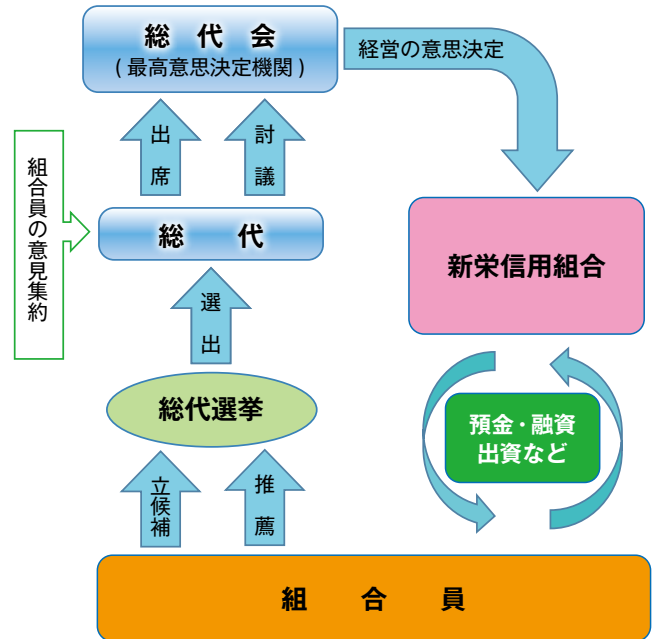 総代会
(最高意思決定機関)
経営の意思決定
出席
討議
組合員の意見集約
総代
新栄信用組合
選出
総代選挙
預金・融資
出資など
立候補
推薦
組合員